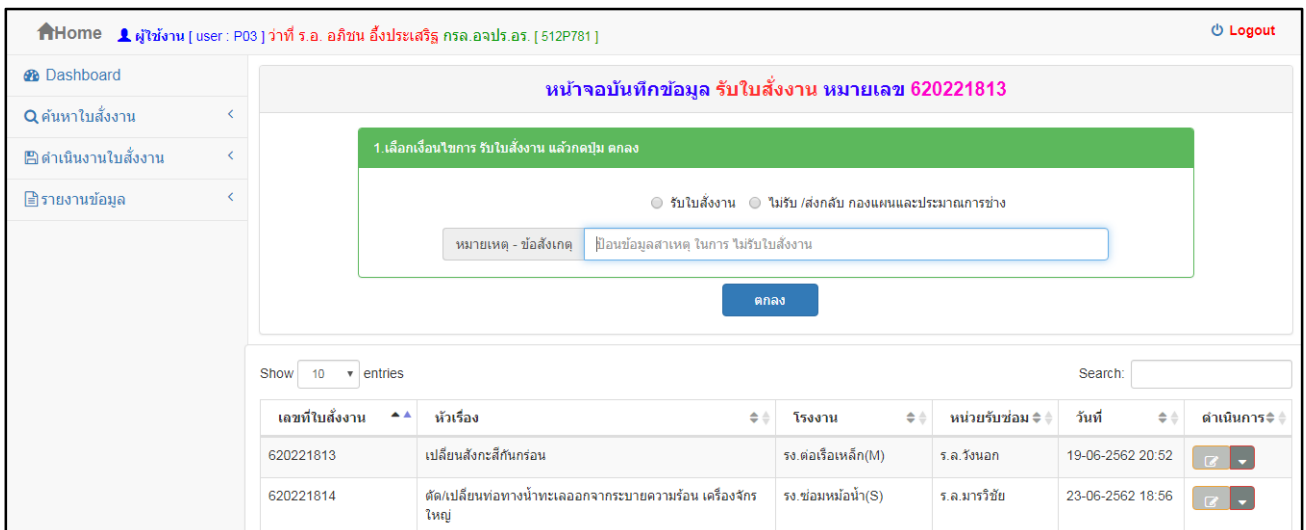 Home ผู้ใช้งาน [ user : P03 ] ว่าที่ ร.อ. อภิชน อึ้งประเสริฐ กรล.อจปร.อร. [ 512P781 ] Logout
Dashboard
ค้นหาใบสั่งงาน
ดำเนินงานใบสั่งงาน
รายงานข้อมูล
หน้าจอบันทึกข้อมูล รับใบสั่งงาน หมายเลข 620221813
1.เลือกเงื่อนไขการ รับใบสั่งงาน แล้วกดปุ่ม ตกลง
รับใบสั่งงาน ไม่รับ /ส่งกลับ กองแผนและประมาณการช่าง
หมายเหตุ - ข้อสังเกตุ ป้อนข้อมูลสาเหตุ ในการ ไม่รับใบสั่งงาน
ตกลง
Show 10 entries Search:
เลขที่ใบสั่งงาน หัวเรื่อง โรงงาน หน่วยรับซ่อม วันที่ ดำเนินการ
620221813 เปลี่ยนสังกะสีกันกร่อน รง.ต่อเรือเหล็ก(M) ร.ล.วังนอก 19-06-2562 20:52
620221814 ตัด/เปลี่ยนท่อทางน้ำทะเลออกจากระบายความร้อน เครื่องจักร รง.ซ่อมหม้อน้ำ(S) ร.ล.มารวิชัย 23-06-2562 18:56
ใหญ่